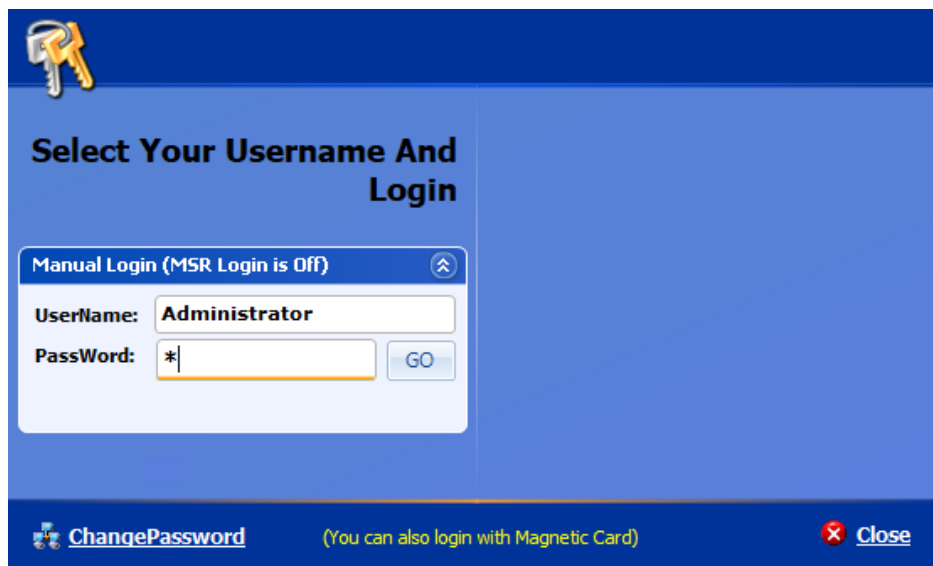 Select Your Username And
Login
Manual Login (MSR Login is Off)
UserName: Administrator
PassWord: *
GO
ChangePassword
(You can also login with Magnetic Card)
Close